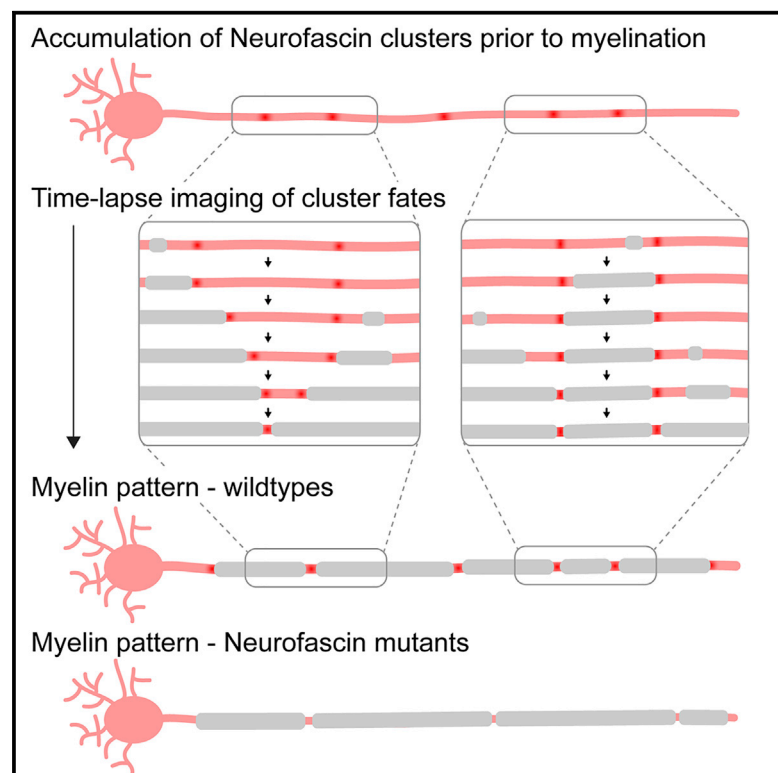 Accumulation of Neurofascin clusters prior to myelination
Time-lapse imaging of cluster fates
Myelin pattern - wildtypes
Myelin pattern - Neurofascin mutants